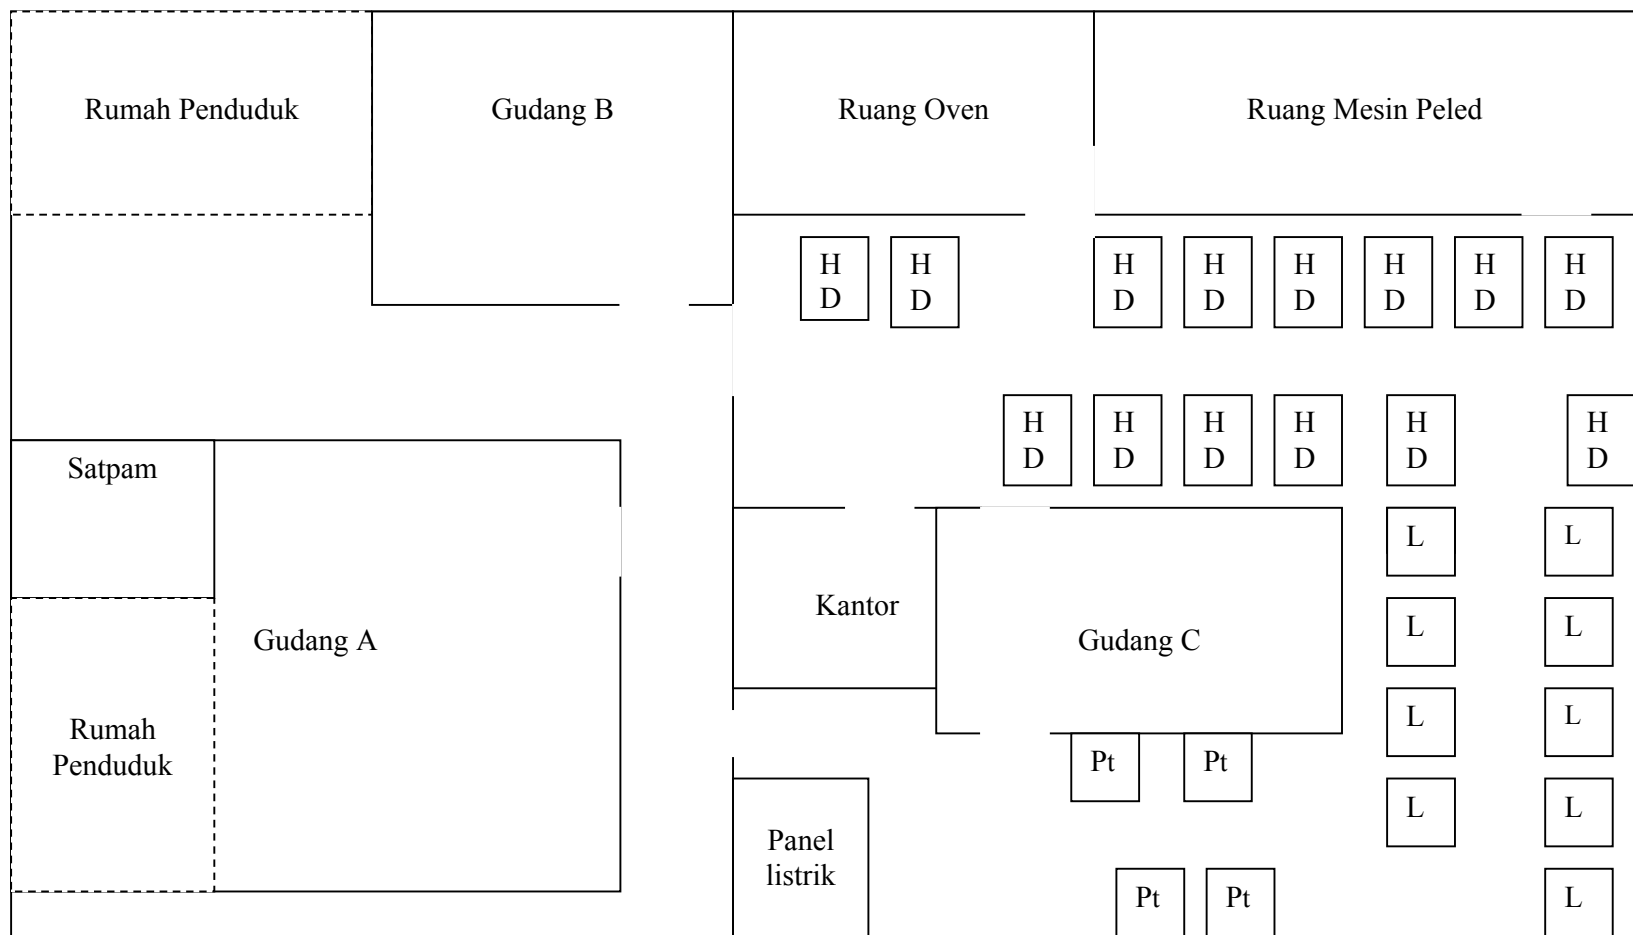 Rumah Penduduk
Gudang B
Ruang Oven
Ruang Mesin Peled
H
D
H
D
H
D
H
D
H
D
H
D
H
D
H
D
H
D
H
D
H
D
H
D
H
D
H
D
Satpam
L
L
Kantor
Gudang A
Gudang C
L
L
Rumah
Penduduk
L
L
Pt
Pt
L
L
Panel
listrik
Pt
Pt
L